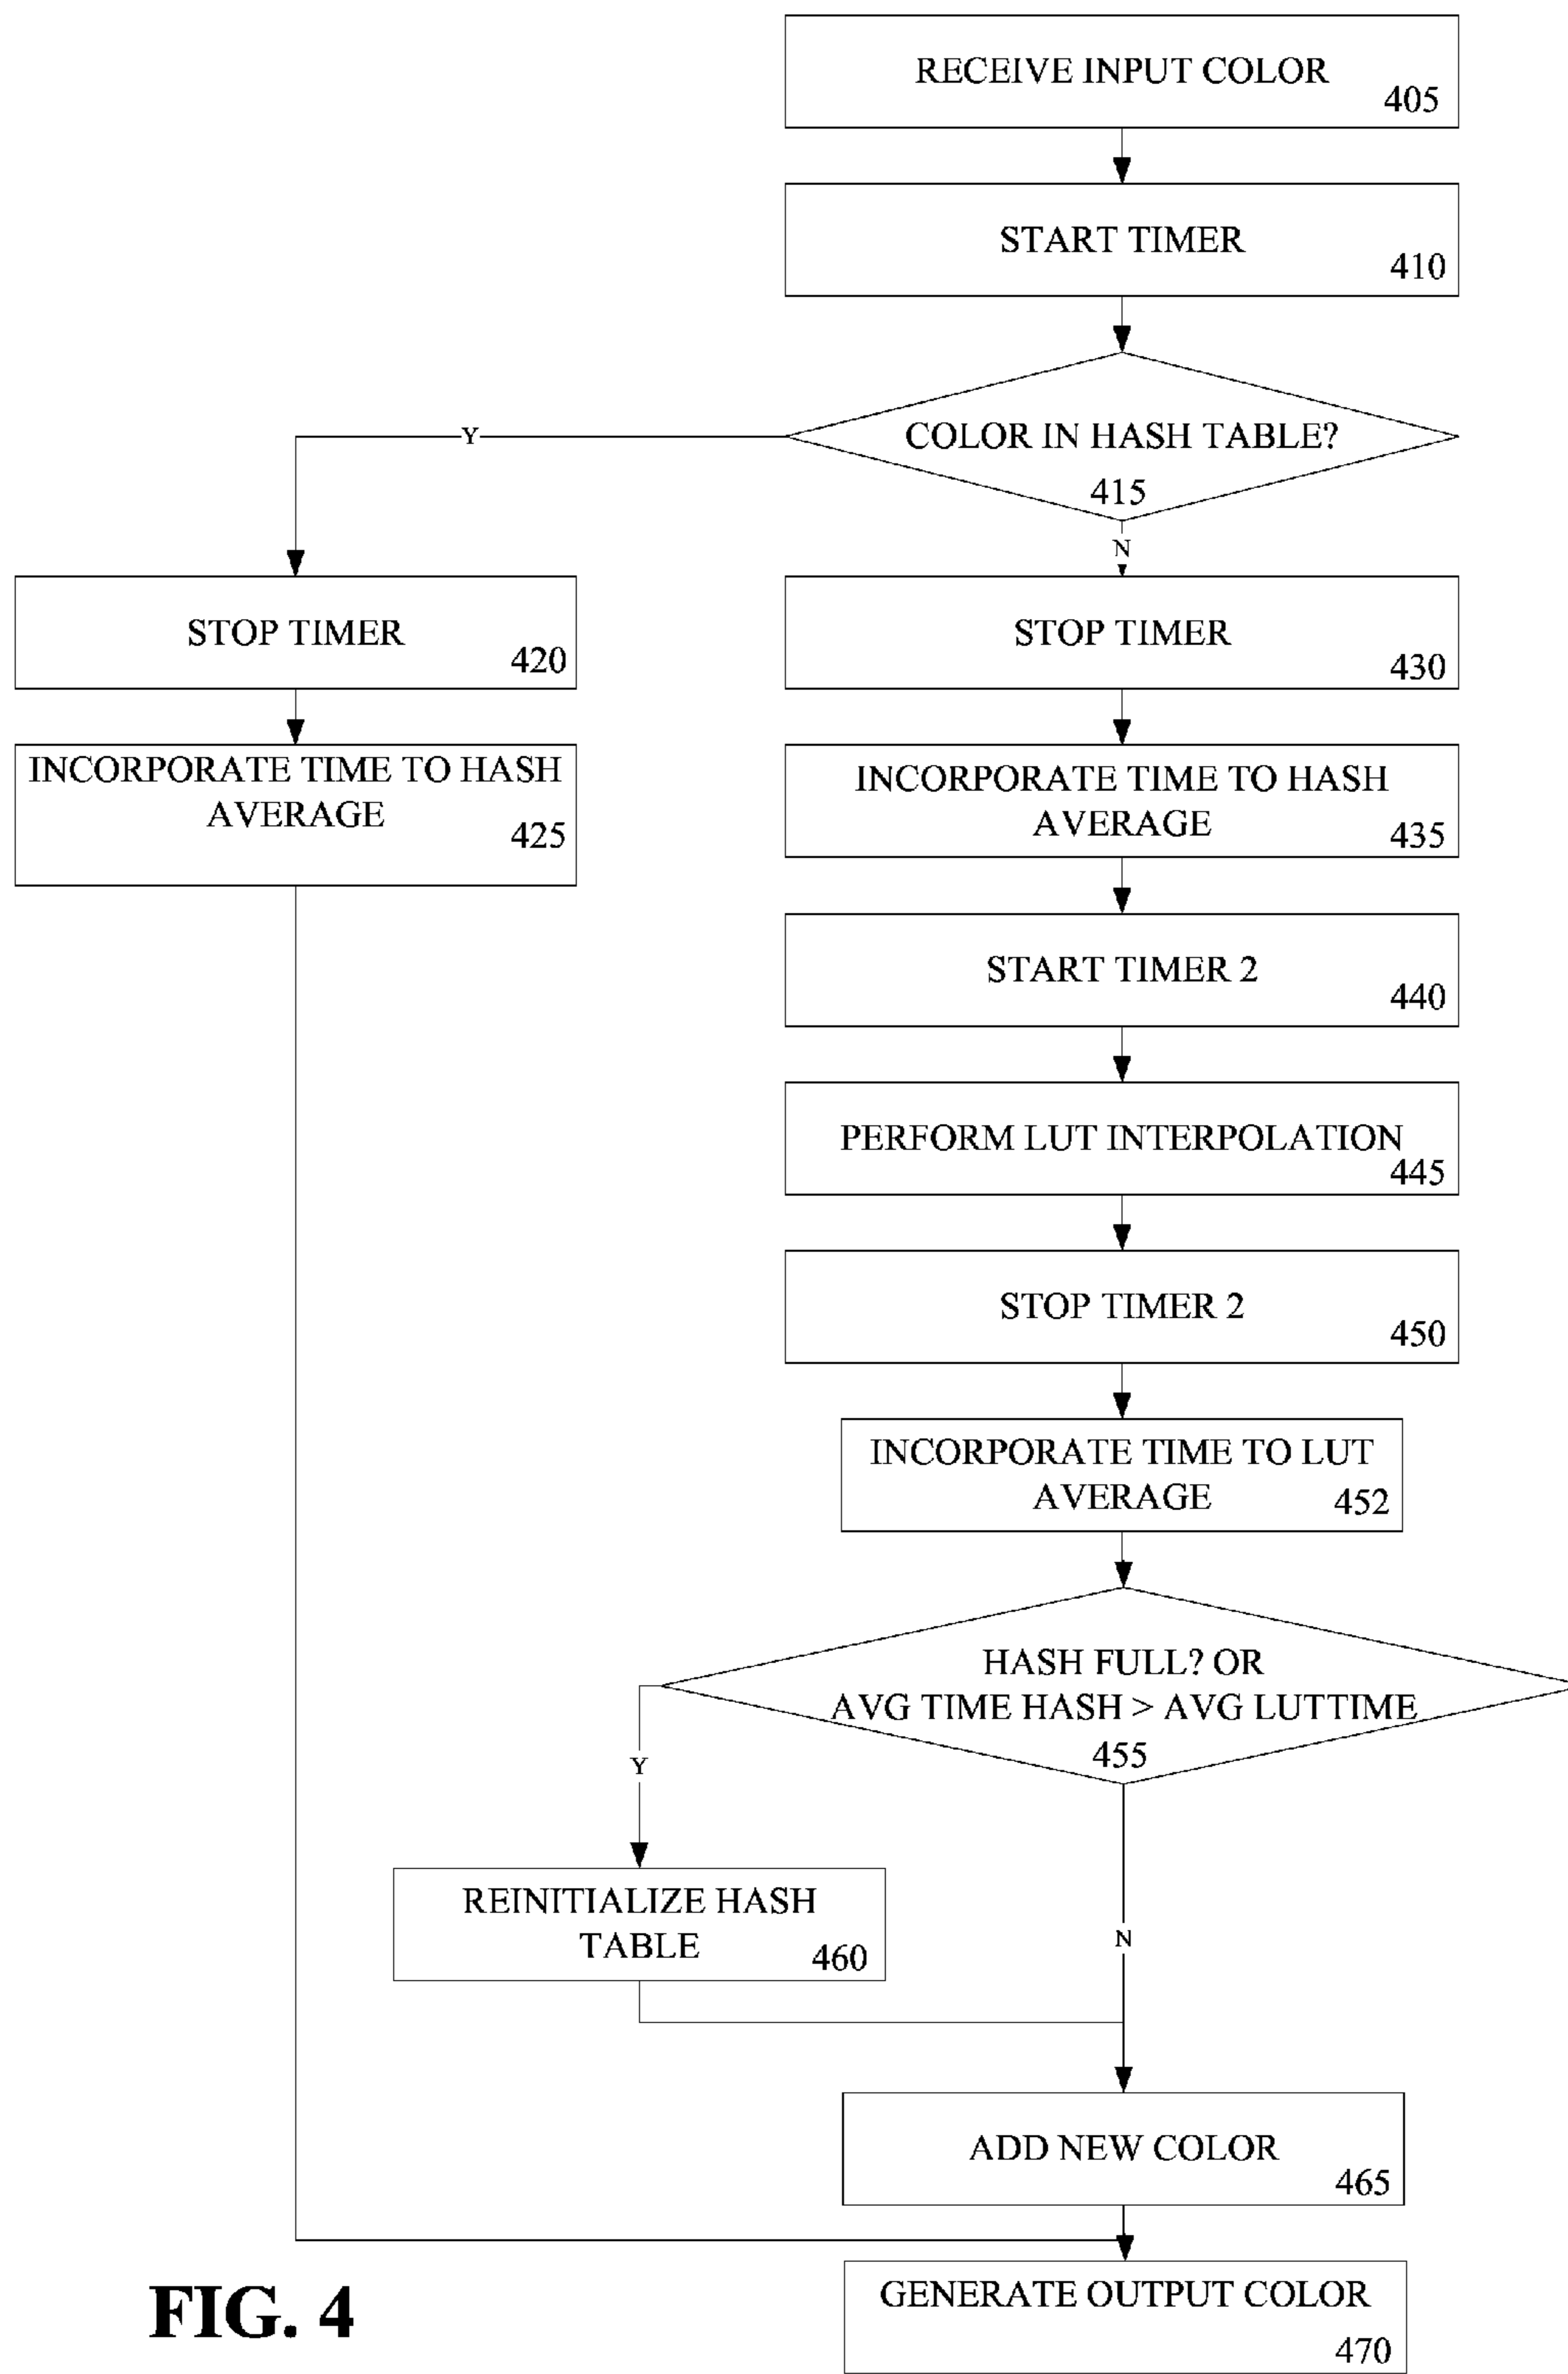 RECEIVE INPUT COLOR
405
START TIMER
410
COLOR IN HASH TABLE?
415
Y
N
STOP TIMER
420
STOP TIMER
430
INCORPORATE TIME TO HASH
AVERAGE
425
INCORPORATE TIME TO HASH
AVERAGE
435
START TIMER 2
440
PERFORM LUT INTERPOLATION
445
STOP TIMER 2
450
INCORPORATE TIME TO LUT
AVERAGE
452
HASH FULL? OR
AVG TIME HASH > AVG LUTTIME
455
Y
N
REINITIALIZE HASH
TABLE
460
ADD NEW COLOR
465
GENERATE OUTPUT COLOR
470
FIG. 4